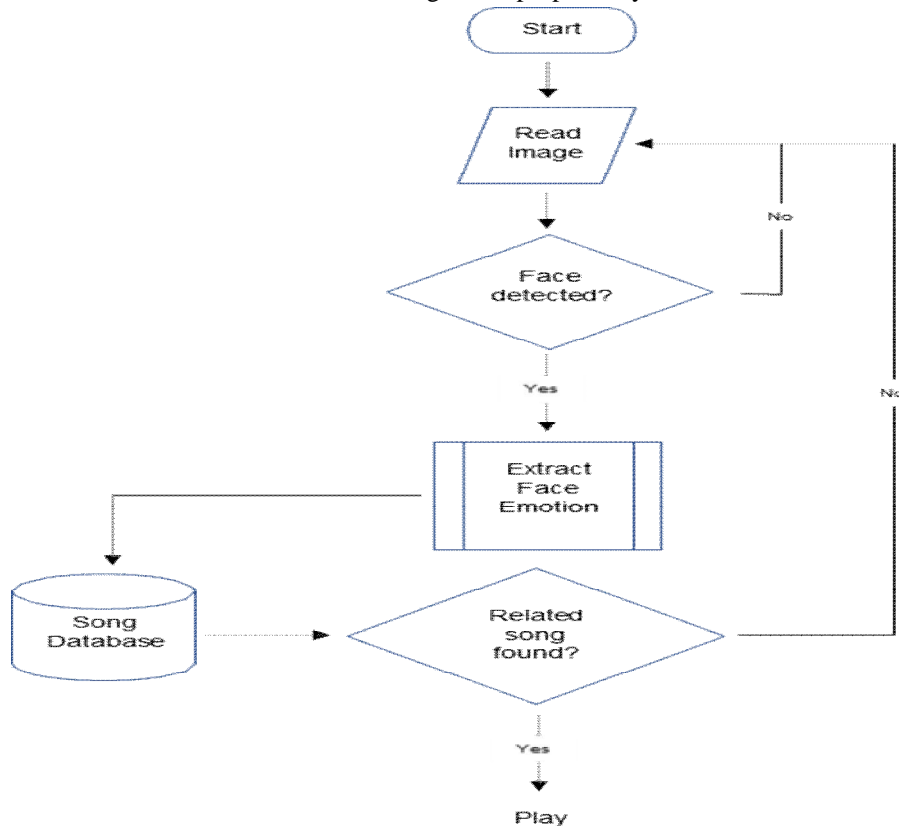 Start
Read
Image
No
Face
detected?
Yes
No
Extract
Face
Emotion
Song
Database
Related
song
found?
Yes
Play